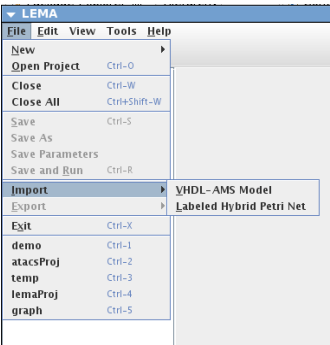 LEMA
File Edit View Tools Help
New
Open Project Ctrl-O
Close Ctrl-W
Close All Ctrl+Shift-W
Save Ctrl-S
Save As
Save Parameters
Save and Run Ctrl-R
Import VHDL-AMS Model
Export Labeled Hybrid Petri Net
Exit Ctrl-X
demo Ctrl-1
atacsProj Ctrl-2
temp Ctrl-3
lemaProj Ctrl-4
graph Ctrl-5